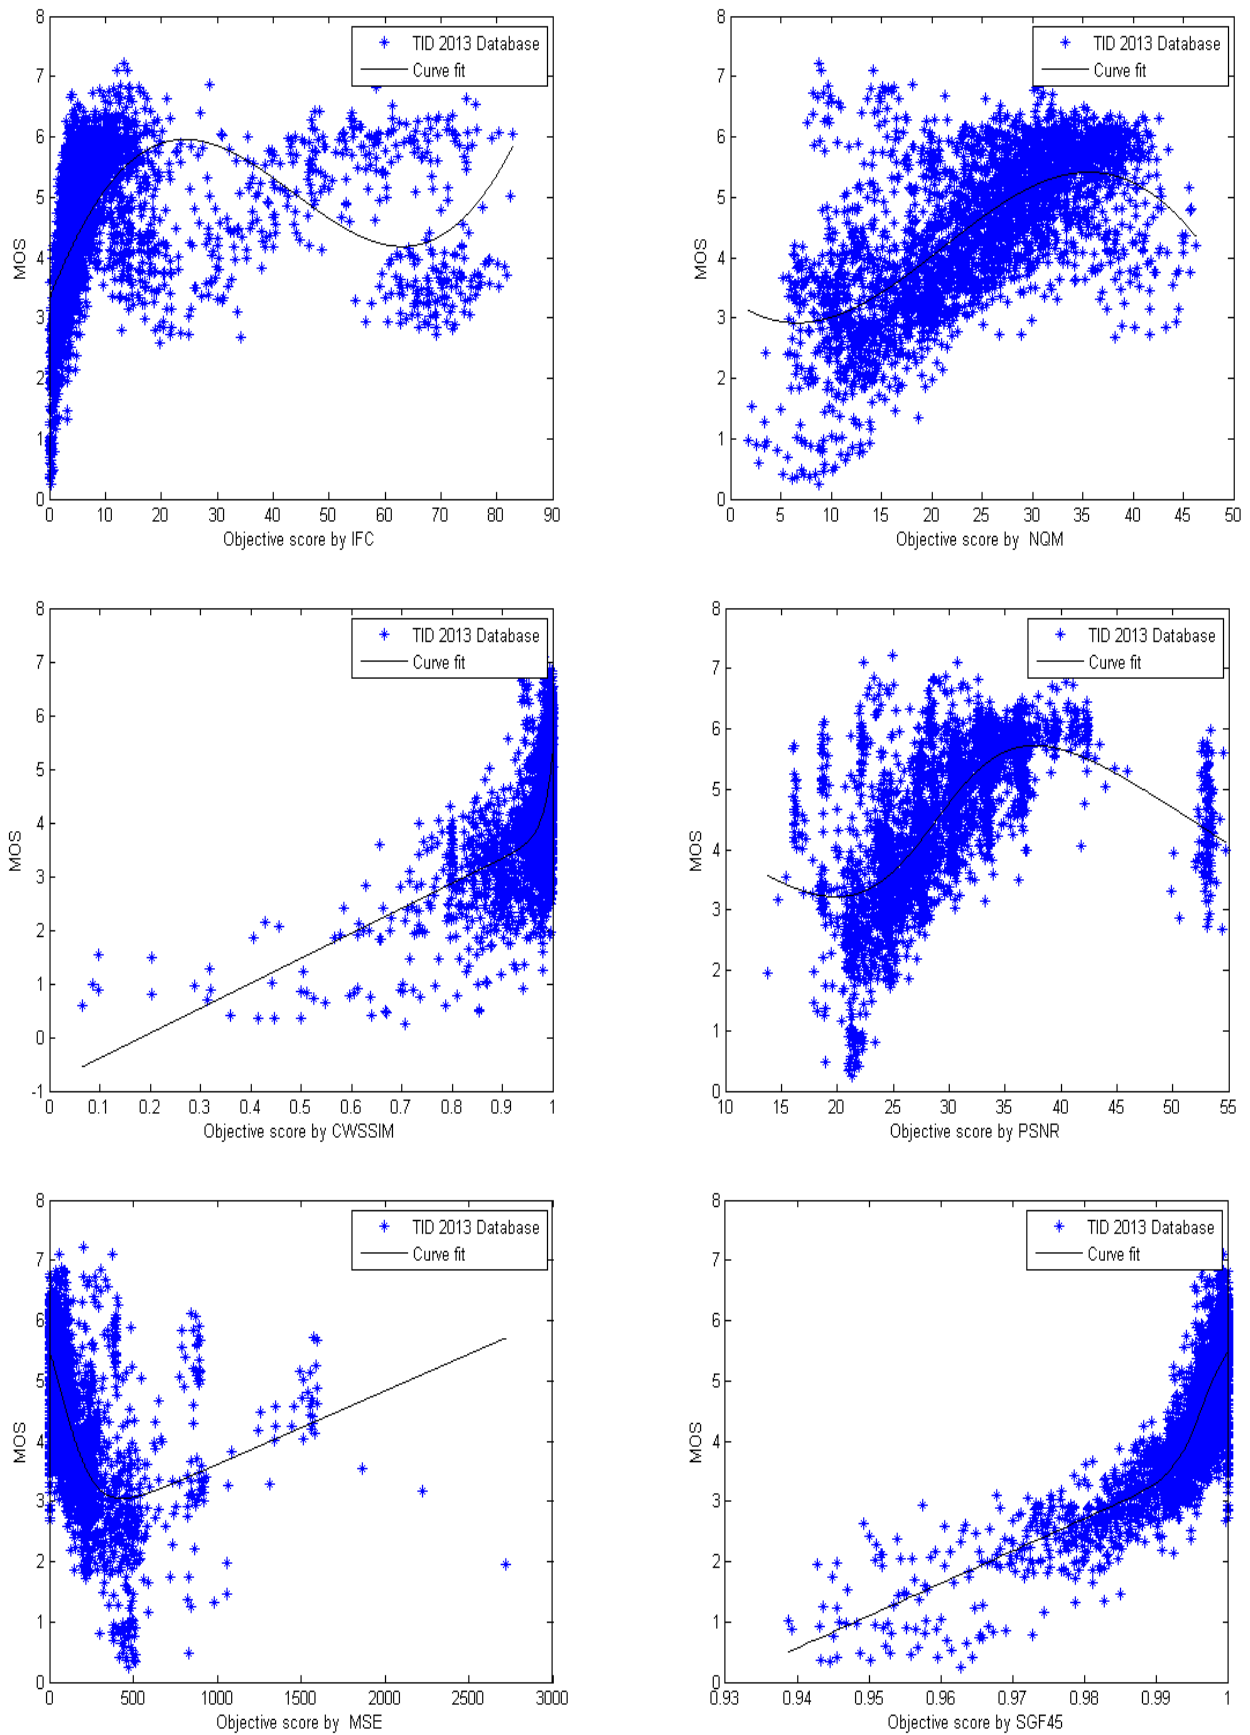 TID 2013 Database
Curve fit
8
7
6
5
4
3
2
1
0
MOS
0 10 20 30 40 50 60 70 80 90
Objective score by IFC
TID 2013 Database
Curve fit
8
7
6
5
4
3
2
1
0
MOS
0 5 10 15 20 25 30 35 40 45 50
Objective score by NQM
TID 2013 Database
Curve fit
8
7
6
5
4
3
2
1
0
-1
MOS
0 0.1 0.2 0.3 0.4 0.5 0.6 0.7 0.8 0.9 1
Objective score by CWSSIM
TID 2013 Database
Curve fit
8
7
6
5
4
3
2
1
0
MOS
10 15 20 25 30 35 40 45 50 55
Objective score by PSNR
TID 2013 Database
Curve fit
8
7
6
5
4
3
2
1
0
MOS
0 500 1000 1500 2000 2500 3000
Objective score by MSE
TID 2013 Database
Curve fit
8
7
6
5
4
3
2
1
0
MOS
0.93 0.94 0.95 0.96 0.97 0.98 0.99 1
Objective score by SGF45